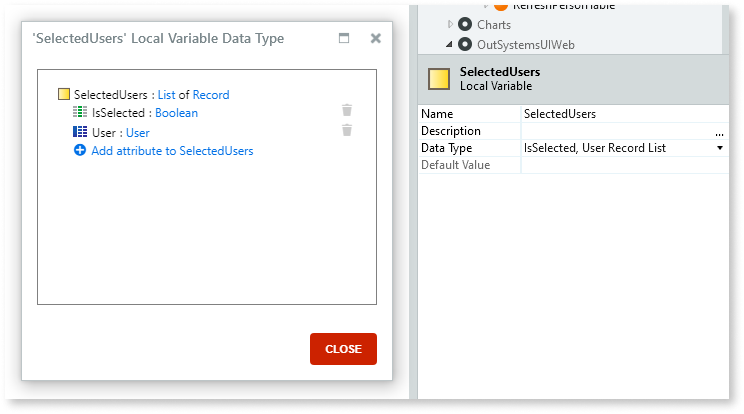 RefreshPersonTable
Charts
OutSystemsUIWeb
'SelectedUsers' Local Variable Data Type
SelectedUsers : List of Record
IsSelected : Boolean
User : User
Add attribute to SelectedUsers
CLOSE
SelectedUsers
Local Variable
Name SelectedUsers
Description ...
Data Type IsSelected, User Record List
Default Value